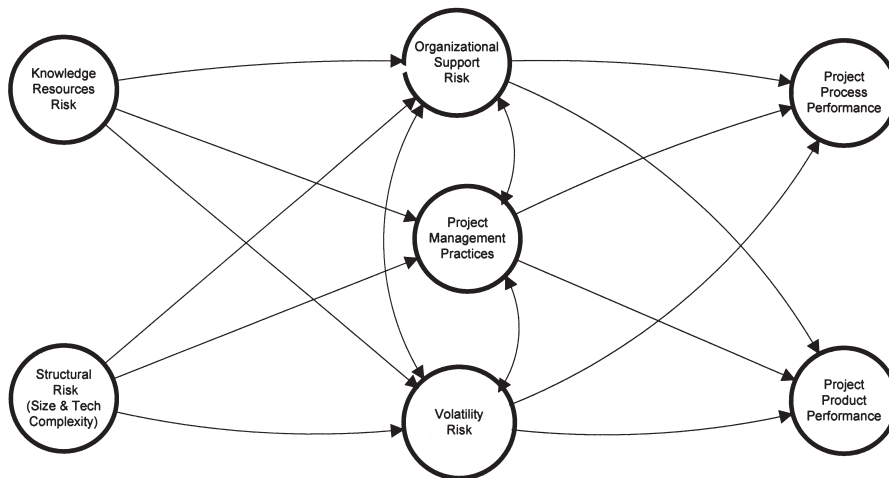 Knowledge
Resources
Risk
Organizational
Support
Risk
Project
Process
Performance
Project
Management
Practices
Structural
Risk
(Size & Tech
Complexity)
Volatility
Risk
Project
Product
Performance